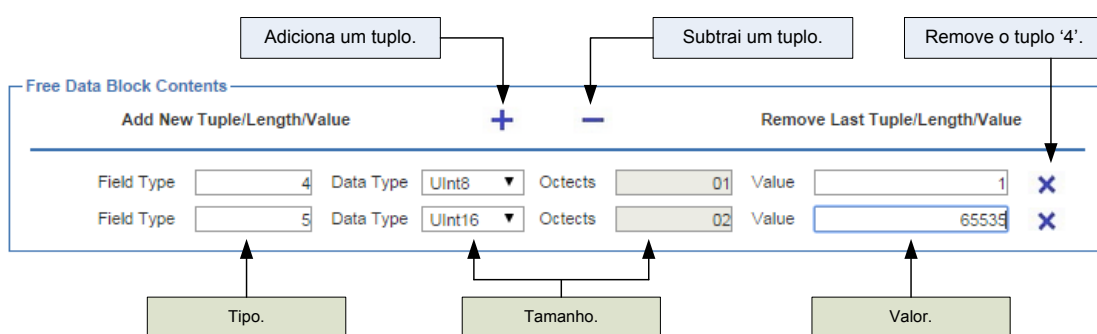 Adiciona um tuplo. Subtrai um tuplo. Remove o tuplo ‘4’.
Free Data Block Contents
Add New Tuple/Length/Value + − Remove Last Tuple/Length/Value
Field Type 4 Data Type UInt8 Octects 01 Value 1
Field Type 5 Data Type UInt16 Octects 02 Value 65535
Tipo. Tamanho. Valor.